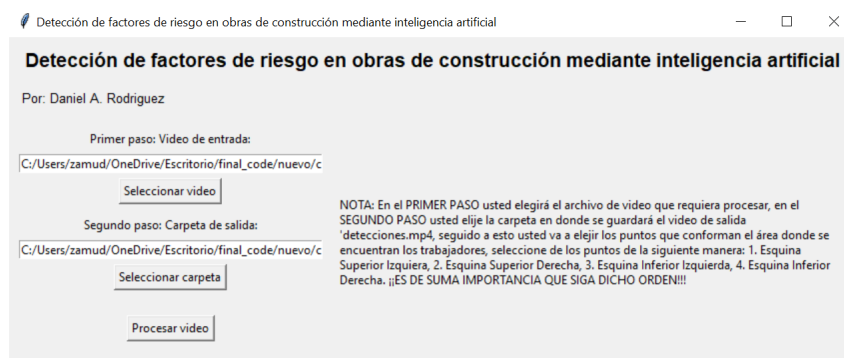 Detección de factores de riesgo en obras de construcción mediante inteligencia artificial
Detección de factores de riesgo en obras de construcción mediante inteligencia artificial
Por: Daniel A. Rodriguez
Primer paso: Video de entrada:
C:/Users/zamud/OneDrive/Escritorio/final_code/nuevo/c
Seleccionar video
Segundo paso: Carpeta de salida:
C:/Users/zamud/OneDrive/Escritorio/final_code/nuevo/c
Seleccionar carpeta
Procesar video
NOTA: En el PRIMER PASO usted elegirá el archivo de video que requiera procesar, en el
SEGUNDO PASO usted elije la carpeta en donde se guardará el video de salida
'detecciones.mp4, seguido a esto usted va a elejir los puntos que conforman el área donde se
encuentran los trabajadores, seleccione de los puntos de la siguiente manera: 1. Esquina
Superior Izquiera, 2. Esquina Superior Derecha, 3. Esquina Inferior Izquierda, 4. Esquina Inferior
Derecha. ¡¡ES DE SUMA IMPORTANCIA QUE SIGA DICHO ORDEN!!!